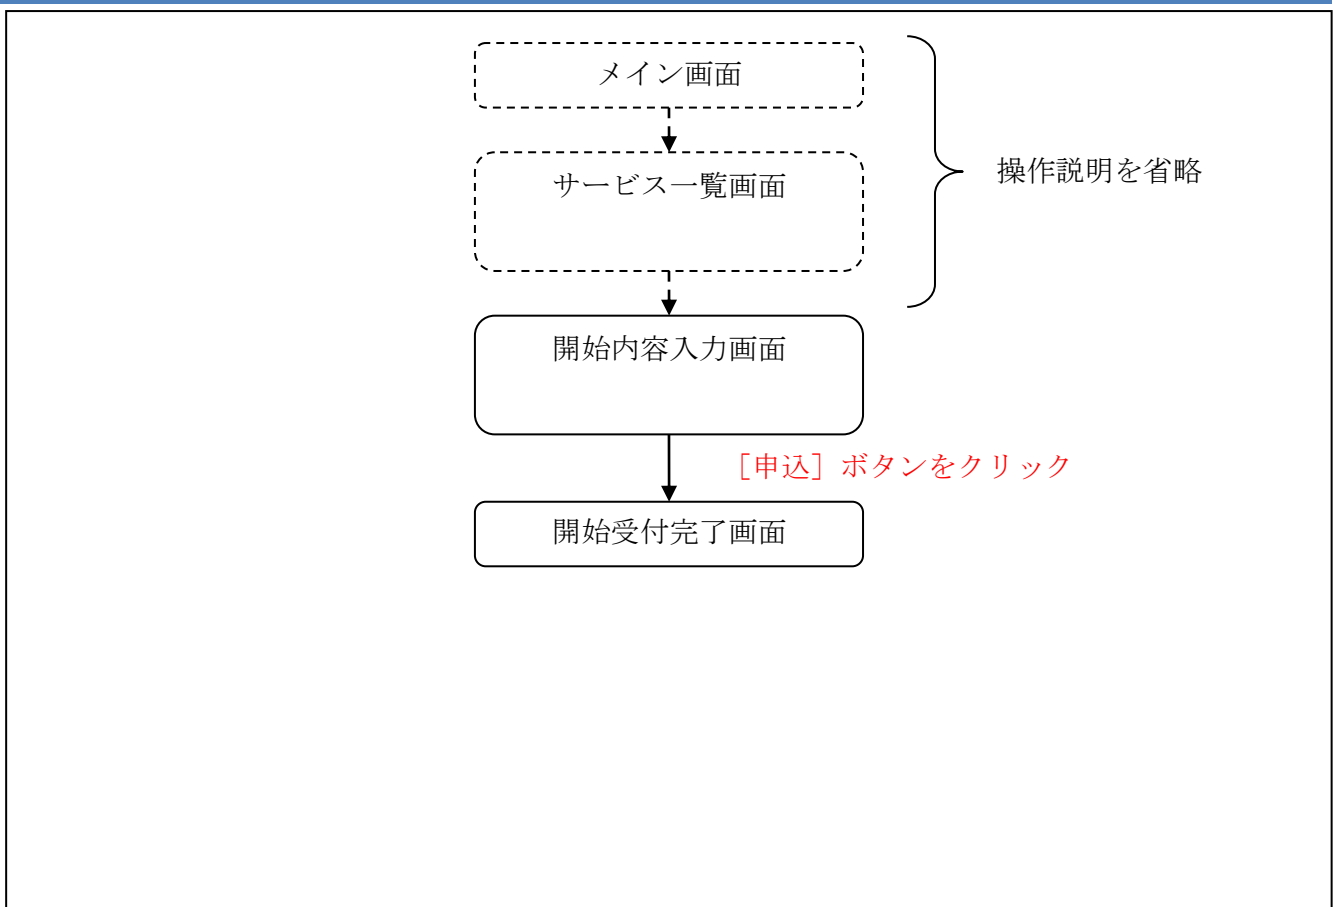 メイン画面
サービス一覧画面
操作説明を省略
開始内容入力画面
［申込］ボタンをクリック
開始受付完了画面